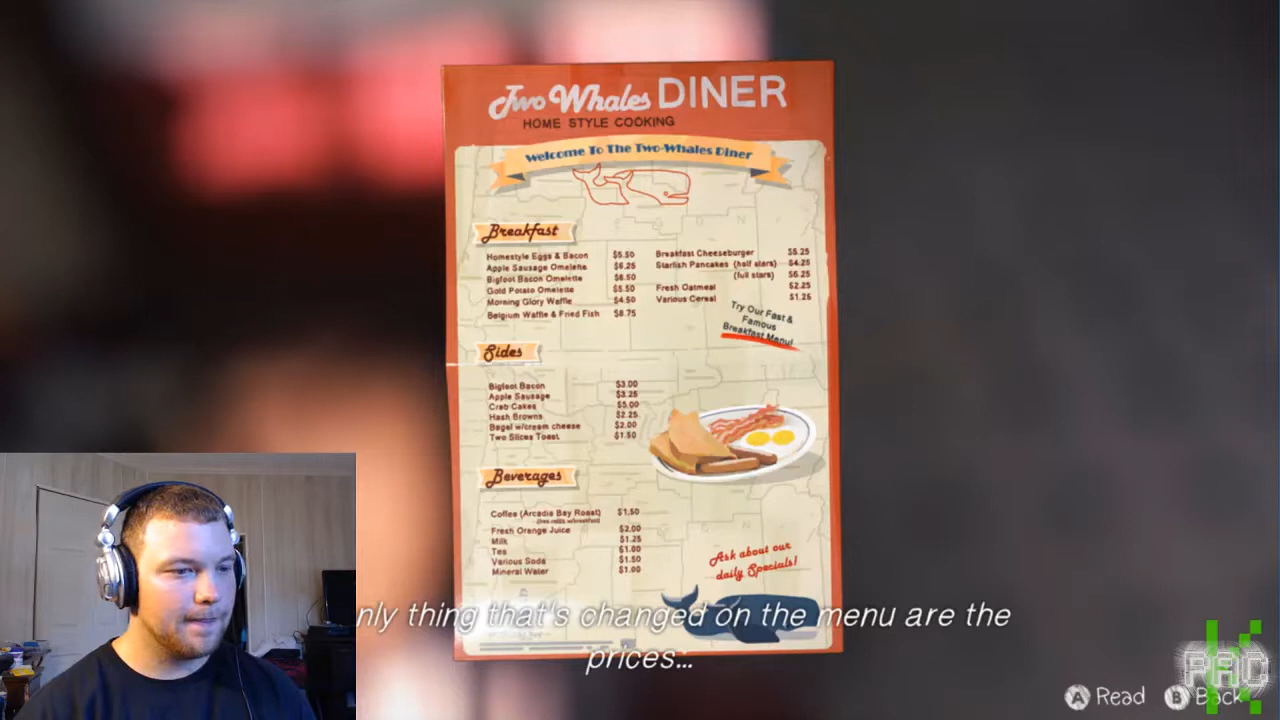 Two Whales DINER
HOME STYLE COOKING
Welcome To The Two-Whales Diner
Breakfast
Homestyle Eggs & Bacon $5.50
Apple Sausage Omelette $6.25
Bigfoot Bacon Omelette $6.50
Gold Potato Omelette $5.50
Morning Glory Waffle $4.50
Belgium Waffle & Fried Fish $8.75
Breakfast Cheeseburger $5.25
Starfish Pancakes (half stars) $4.25
(full stars) $6.25
Fresh Oatmeal $2.25
Various Cereal $1.25
Try Our Fast &
Famous
Breakfast Menu!
Sides
Bigfoot Bacon $3.00
Apple Sausage $3.25
Crab Cakes $5.00
Hash Browns $2.25
Bagel w/cream cheese $2.00
Two Slices Toast $1.50
Beverages
Coffee (Arcadia Bay Roast) $1.50
Fresh Orange Juice $2.00
Milk $1.25
Tea $1.00
Various Soda $1.50
Mineral Water $1.00
Ask about our
daily Specials!
nly thing that's changed on the menu are the
prices...
A Read B Back